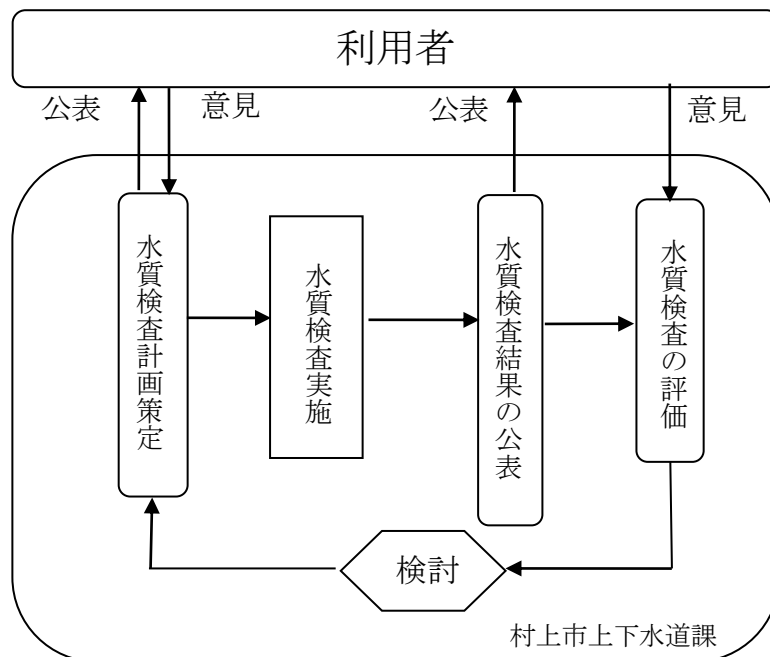 利用者
公表
意見
公表
意見
水質検査計画策定
水質検査実施
水質検査結果の公表
水質検査の評価
検討
村上市上下水道課